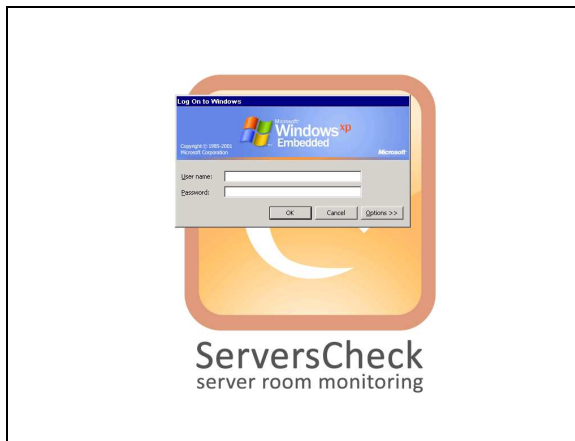 Log On to Windows
Microsoft
Windows xp
Embedded
Copyright © 1985-2001
Microsoft Corporation
Microsoft
User name:
Password:
OK Cancel Options >>
ServersCheck
server room monitoring